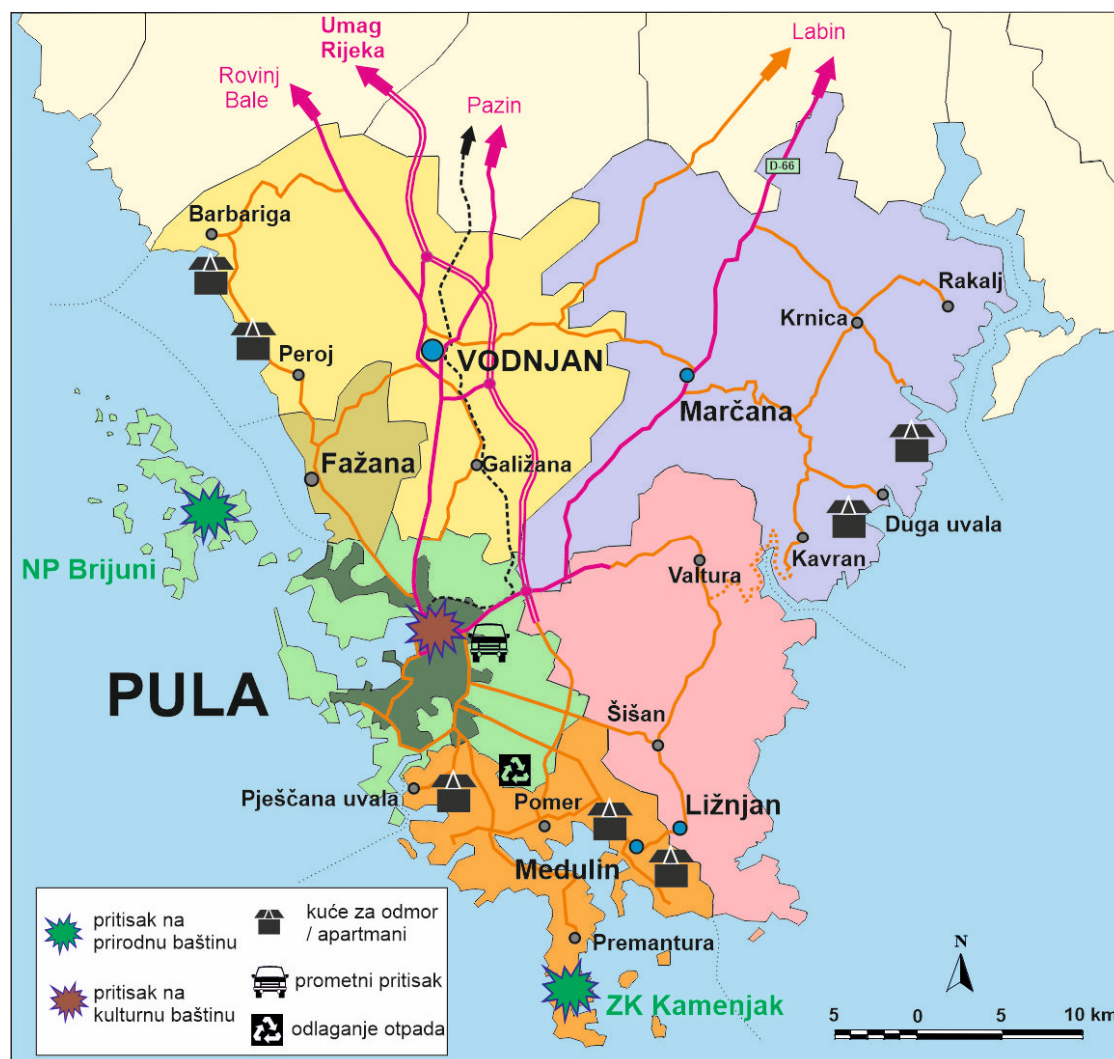 Umag
Rijeka
Labin
Rovinj
Bale
Pazin
D-66
Barbariga
Rakalj
Krnica
Peroj
VODNJAN
Marčana
Fažana
Galižana
Duga uvala
Kavran
Valtura
NP Brijuni
PULA
Šišan
Pješčana uvala
Pomer
Ližnjan
Medulin
Premantura
ZK Kamenjak
pritisak na
prirodnu baštinu
kuće za odmor
/ apartmani
pritisak na
kulturnu baštinu
prometni pritisak
odlaganje otpada
N
5 0 5 10 km